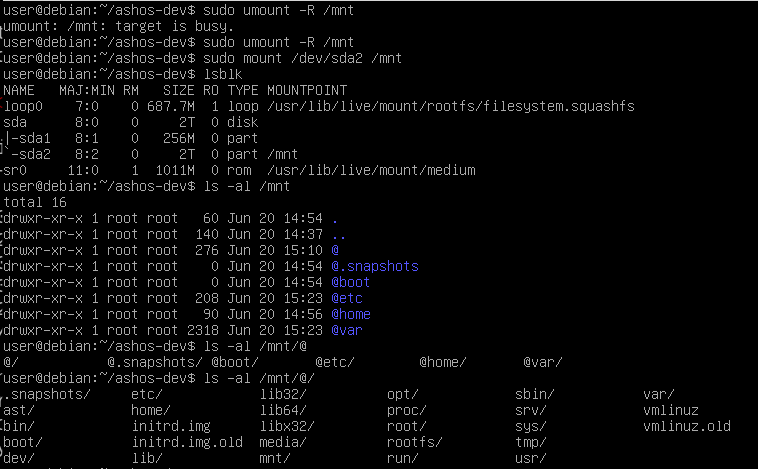 user@debian:~/ashos-dev$ sudo umount -R /mnt
umount: /mnt: target is busy.
user@debian:~/ashos-dev$ sudo umount -R /mnt
user@debian:~/ashos-dev$ sudo mount /dev/sda2 /mnt
user@debian:~/ashos-dev$ lsblk
NAME   MAJ:MIN RM   SIZE RO TYPE MOUNTPOINT
loop0    7:0    0 687.7M  1 loop /usr/lib/live/mount/rootfs/filesystem.squashfs
sda      8:0    0     2T  0 disk
|-sda1   8:1    0   256M  0 part
`-sda2   8:2    0     2T  0 part /mnt
sr0     11:0    1  1011M  0 rom  /usr/lib/live/mount/medium
user@debian:~/ashos-dev$ ls -al /mnt
total 16
drwxr-xr-x 1 root root   60 Jun 20 14:54 .
drwxr-xr-x 1 root root  140 Jun 20 14:37 ..
drwxr-xr-x 1 root root  276 Jun 20 15:10 @
drwxr-xr-x 1 root root    0 Jun 20 14:54 @.snapshots
drwxr-xr-x 1 root root    0 Jun 20 14:54 @boot
drwxr-xr-x 1 root root  208 Jun 20 15:23 @etc
drwxr-xr-x 1 root root   90 Jun 20 14:56 @home
drwxr-xr-x 1 root root 2318 Jun 20 15:23 @var
user@debian:~/ashos-dev$ ls -al /mnt/@
@/           @.snapshots/ @boot/       @etc/        @home/       @var/
user@debian:~/ashos-dev$ ls -al /mnt/@/
.snapshots/    etc/           lib32/         opt/           sbin/          var/
ast/           home/          lib64/         proc/          srv/           vmlinuz
bin/           initrd.img     libx32/        root/          sys/           vmlinuz.old
boot/          initrd.img.old media/         rootfs/        tmp/
dev/           lib/           mnt/           run/           usr/